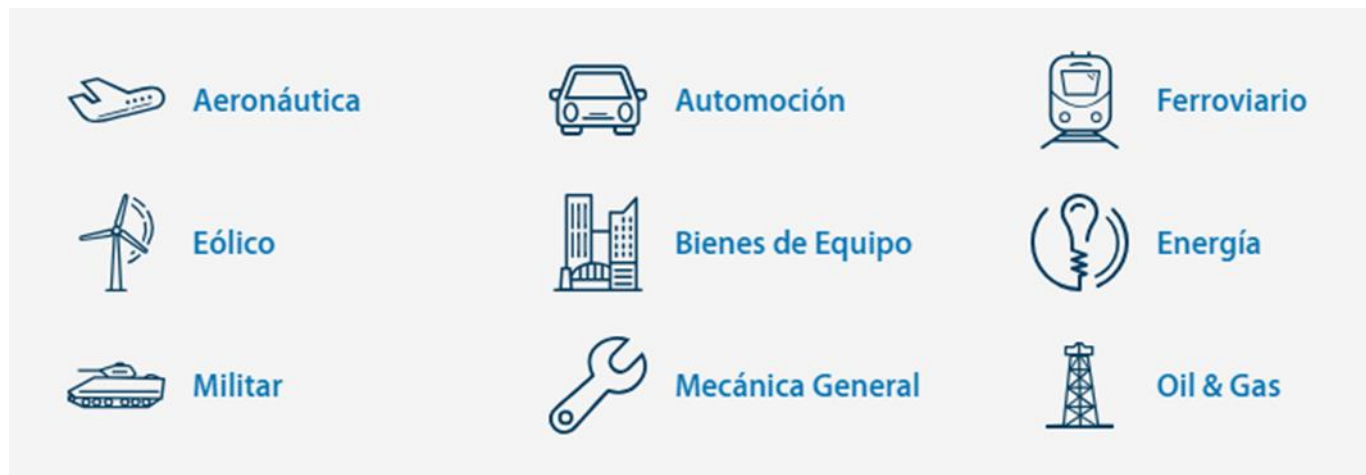 Aeronáutica
Automoción
Ferroviario
Eólico
Bienes de Equipo
Energía
Militar
Mecánica General
Oil & Gas